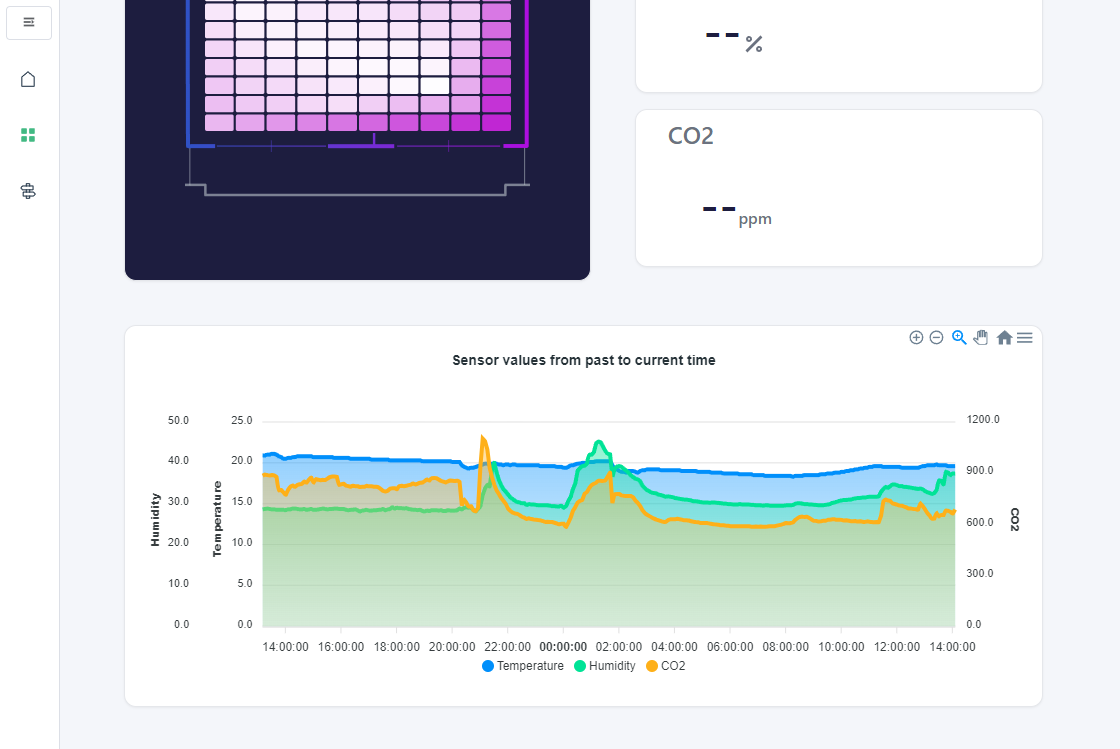 --%
CO2
--ppm
Sensor values from past to current time
50.0 25.0 1200.0
40.0 20.0 900.0
30.0 15.0 600.0
20.0 10.0 300.0
10.0 5.0 0.0
0.0 0.0
Humidity
Temperature
CO2
14:00:00 16:00:00 18:00:00 20:00:00 22:00:00 00:00:00 02:00:00 04:00:00 06:00:00 08:00:00 10:00:00 12:00:00 14:00:00
Temperature Humidity CO2